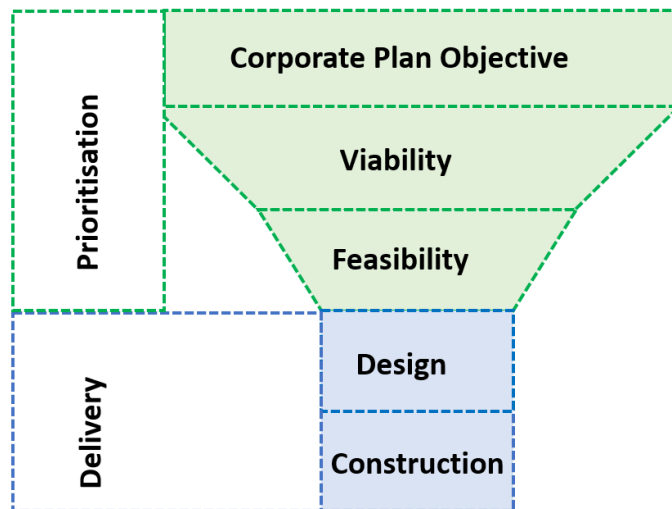 Prioritisation
Corporate Plan Objective
Viability
Feasibility
Delivery
Design
Construction